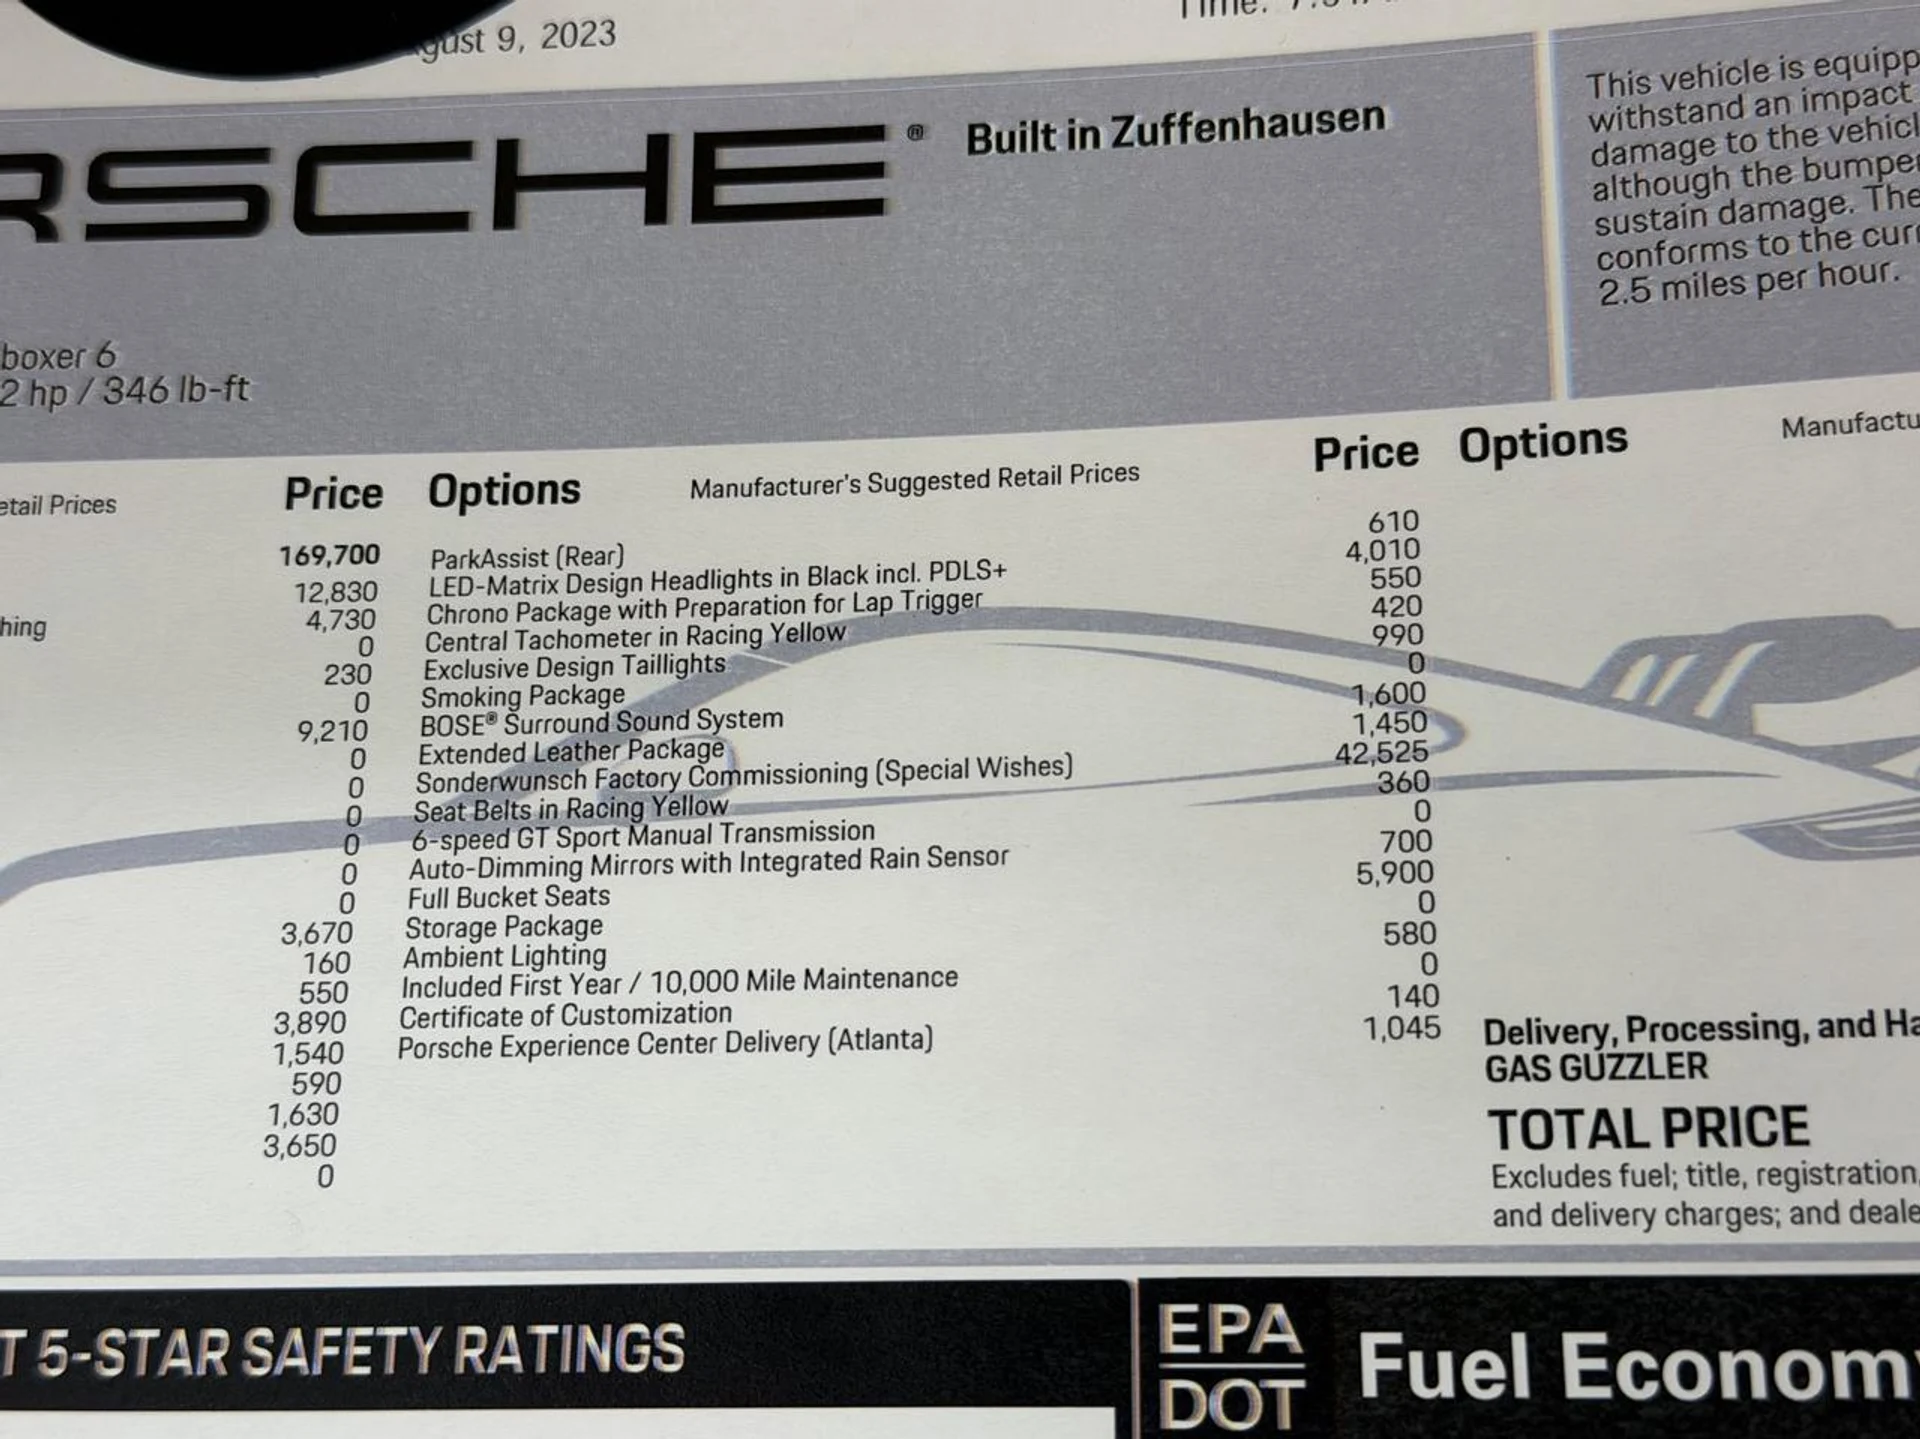 gust 9, 2023
Time:
RSCHE® Built in Zuffenhausen
boxer 6
2 hp / 346 lb-ft
This vehicle is equipp
withstand an impact
damage to the vehicl
although the bumper
sustain damage. The
conforms to the curr
2.5 miles per hour.
etail Prices Price Options Manufacturer's Suggested Retail Prices Price Options Manufactu
169,700 ParkAssist (Rear) 610
12,830 LED-Matrix Design Headlights in Black incl. PDLS+ 4,010
hing 4,730 Chrono Package with Preparation for Lap Trigger 550
0 Central Tachometer in Racing Yellow 420
230 Exclusive Design Taillights 990
0 Smoking Package 0
9,210 BOSE® Surround Sound System 1,600
0 Extended Leather Package 1,450
0 Sonderwunsch Factory Commissioning (Special Wishes) 42,525
0 Seat Belts in Racing Yellow 360
0 6-speed GT Sport Manual Transmission 0
0 Auto-Dimming Mirrors with Integrated Rain Sensor 700
0 Full Bucket Seats 5,900
3,670 Storage Package 0
160 Ambient Lighting 580
550 Included First Year / 10,000 Mile Maintenance 0
3,890 Certificate of Customization 140
1,540 Porsche Experience Center Delivery (Atlanta) 1,045
590
1,630
3,650
0
Delivery, Processing, and Ha
GAS GUZZLER
TOTAL PRICE
Excludes fuel; title, registration,
and delivery charges; and deale
T 5-STAR SAFETY RATINGS
EPA
DOT
Fuel Economy